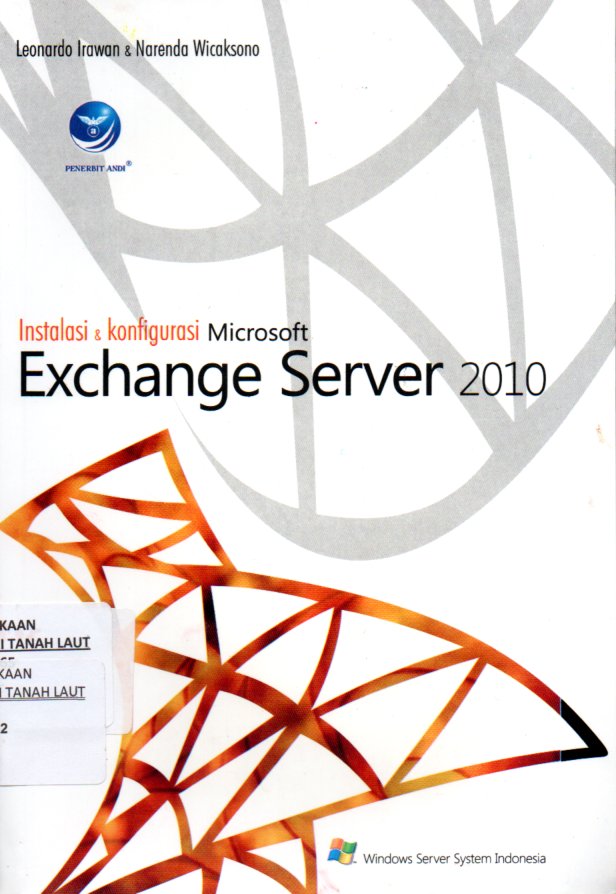 Leonardo Irawan & Narenda Wicaksono
a
PENERBIT ANDI®
Instalasi & konfigurasi Microsoft
Exchange Server 2010
KAAN
I TANAH LAUT
KAAN
I TANAH LAUT
2
Windows Server System Indonesia